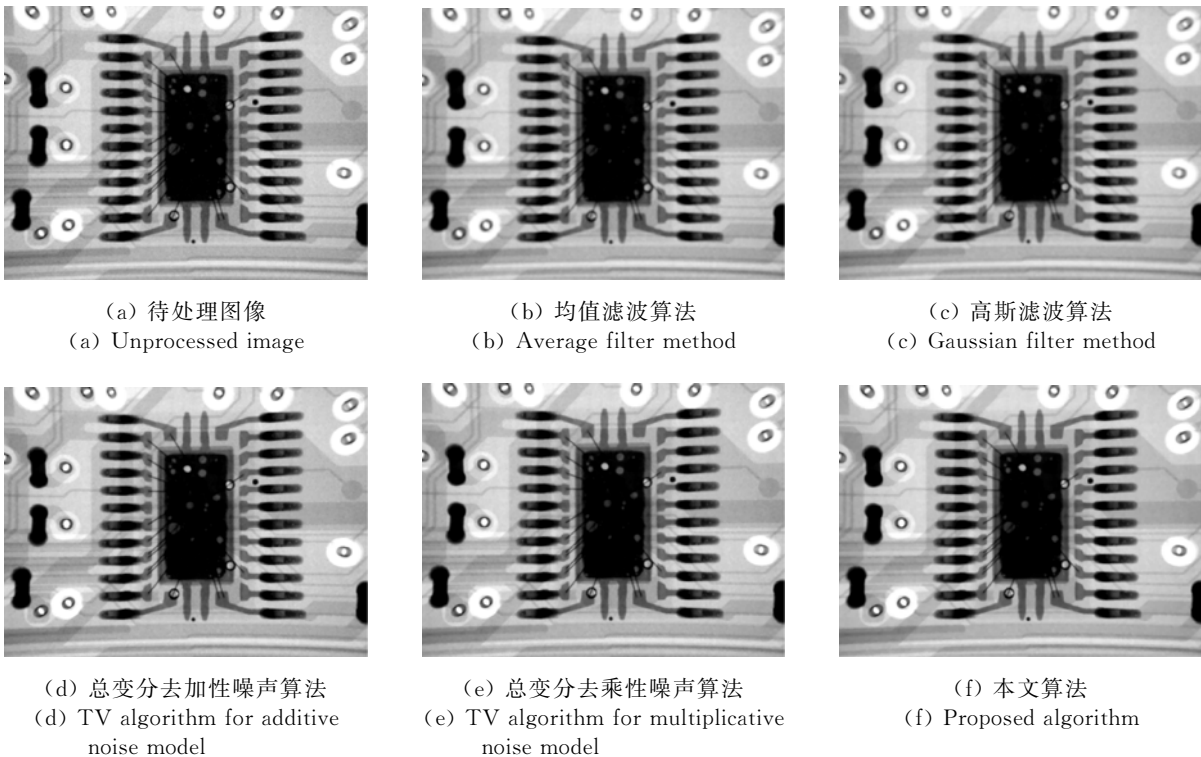 (a) 待处理图像
(a) Unprocessed image
(b) 均值滤波算法
(b) Average filter method
(c) 高斯滤波算法
(c) Gaussian filter method
(d) 总变分去加性噪声算法
(d) TV algorithm for additive
noise model
(e) 总变分去乘性噪声算法
(e) TV algorithm for multiplicative
noise model
(f) 本文算法
(f) Proposed algorithm